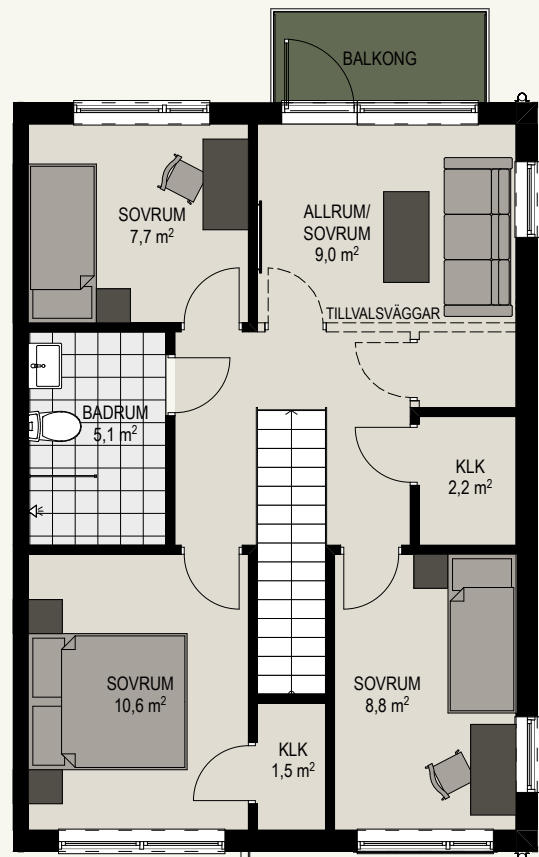 BALKONG
SOVRUM
7,7 m²
ALLRUM/
SOVRUM
9,0 m²
TILLVALSVÄGGAR
BADRUM
5,1 m²
KLK
2,2 m²
SOVRUM
10,6 m²
SOVRUM
8,8 m²
KLK
1,5 m²